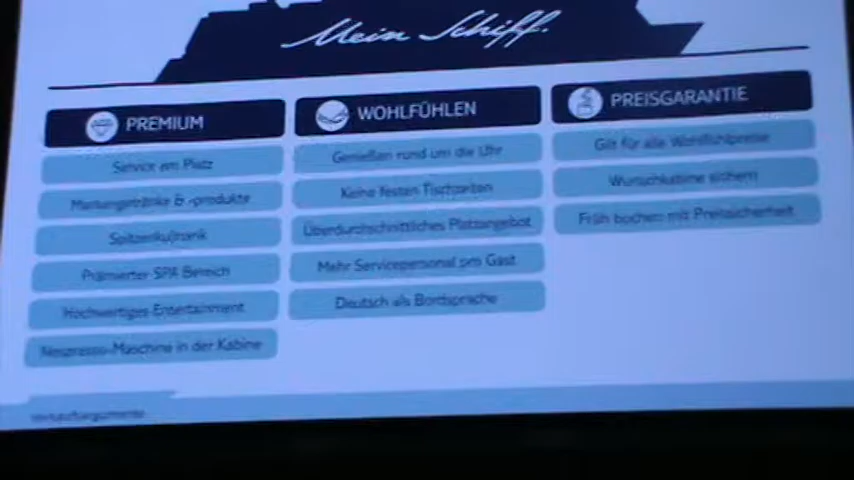 Mein Schiff.
PREMIUM
Service am Platz
Markengetränke & -produkte
Spitzenkulinarik
Prämierter SPA Bereich
Hochwertiges Entertainment
Nespresso-Maschine in der Kabine
WOHLFÜHLEN
Genießen rund um die Uhr
Keine festen Tischzeiten
Überdurchschnittliches Platzangebot
Mehr Servicepersonal pro Gast
Deutsch als Bordsprache
PREISGARANTIE
Gilt für alle Wohlfühlpreise
Wunschkabine sichern
Früh buchen mit Preissicherheit
Verkaufsargumente